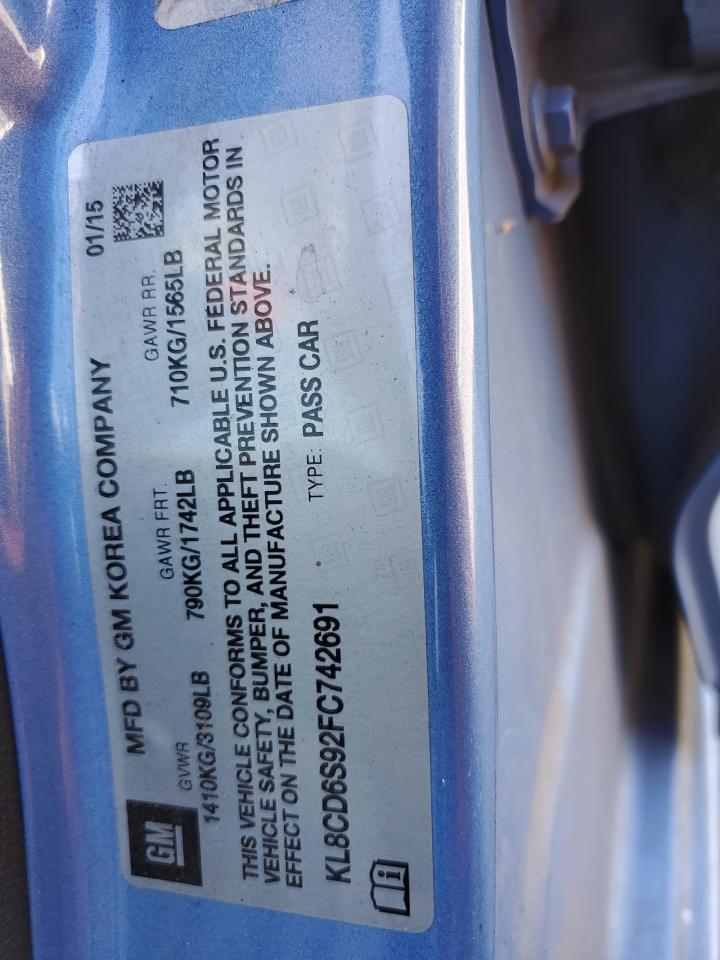 MFD BY GM KOREA COMPANY
01/15
GM
GVWR
GAWR FRT.
GAWR RR.
1410KG/3109LB
790KG/1742LB
710KG/1565LB
THIS VEHICLE CONFORMS TO ALL APPLICABLE U.S. FEDERAL MOTOR
VEHICLE SAFETY, BUMPER, AND THEFT PREVENTION STANDARDS IN
EFFECT ON THE DATE OF MANUFACTURE SHOWN ABOVE.
KL8CD6S92FC742691
TYPE: PASS CAR